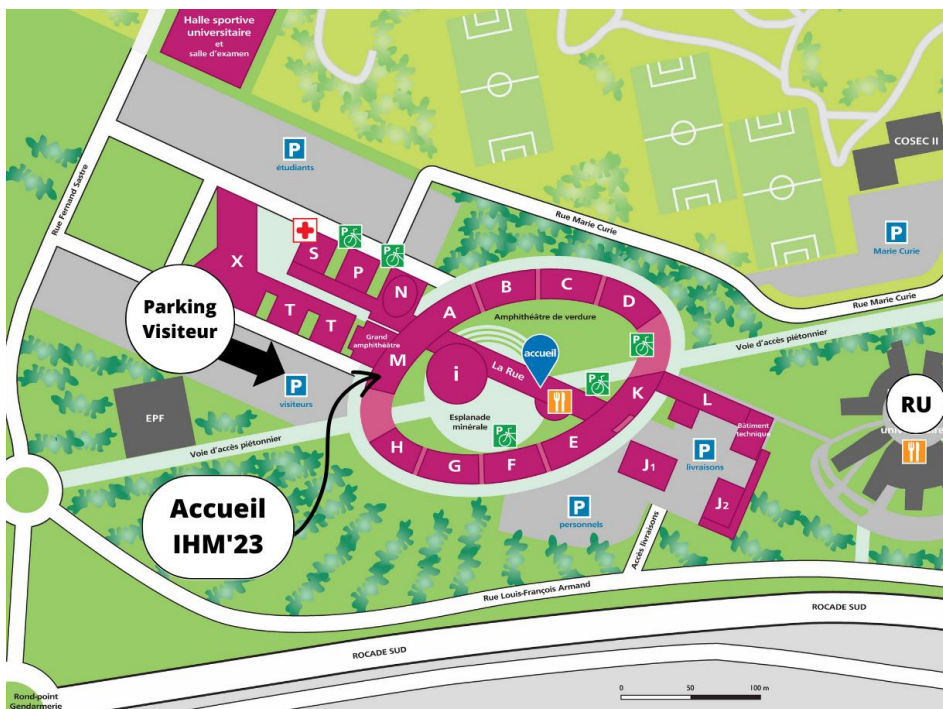 Halle sportive
universitaire
et
salle d'examen
P
étudiants
COSEC II
P
Marie Curie
Rue Fernand Sastre
Rue Marie Curie
Rue Marie Curie
X
S
P
P
P
N
A
B
C
D
T
T
Grand
amphithéâtre
M
Amphithéâtre de verdure
accueil
P
Voie d'accès piétonnier
Parking
Visiteur
P
visiteurs
i
La Rue
P
K
L
Bâtiment
technique
RU
EPF
Esplanade
minérale
P
Voie d'accès piétonnier
H
G
F
E
J1
P
livraisons
J2
P
personnels
Accès livraisons
Accueil
IHM'23
Rue Louis-François Armand
ROCADE SUD
ROCADE SUD
Rond-point
Gendarmerie
0
50
100 m